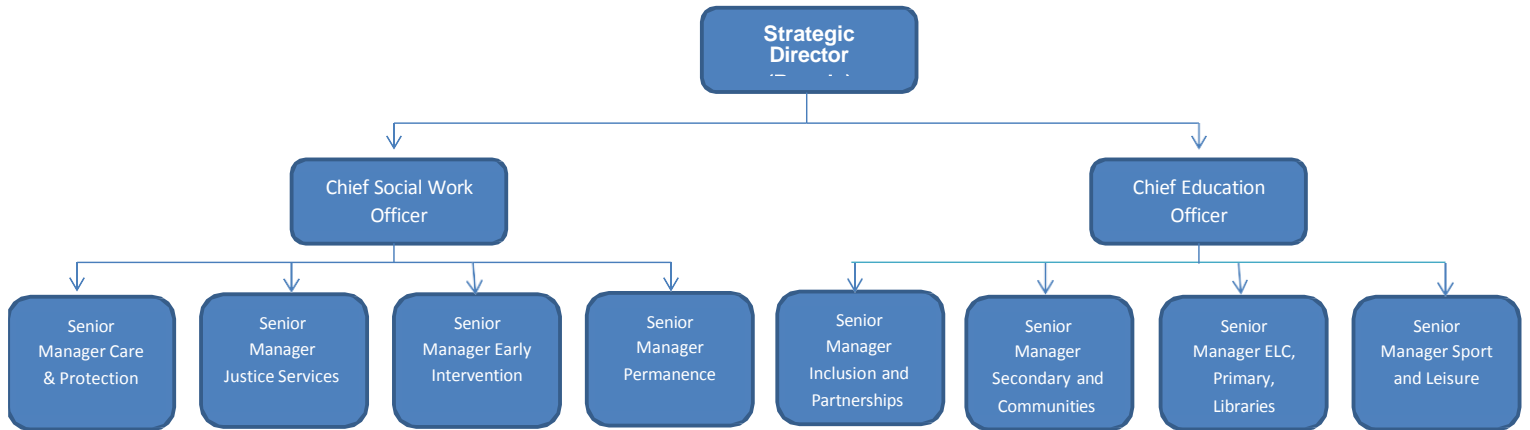 Strategic
Director
Chief Social Work
Officer
Chief Education
Officer
Senior
Manager Care
& Protection
Senior
Manager
Justice Services
Senior
Manager Early
Intervention
Senior
Manager
Permanence
Senior
Manager
Inclusion and
Partnerships
Senior
Manager
Secondary and
Communities
Senior
Manager ELC,
Primary,
Libraries
Senior
Manager Sport
and Leisure